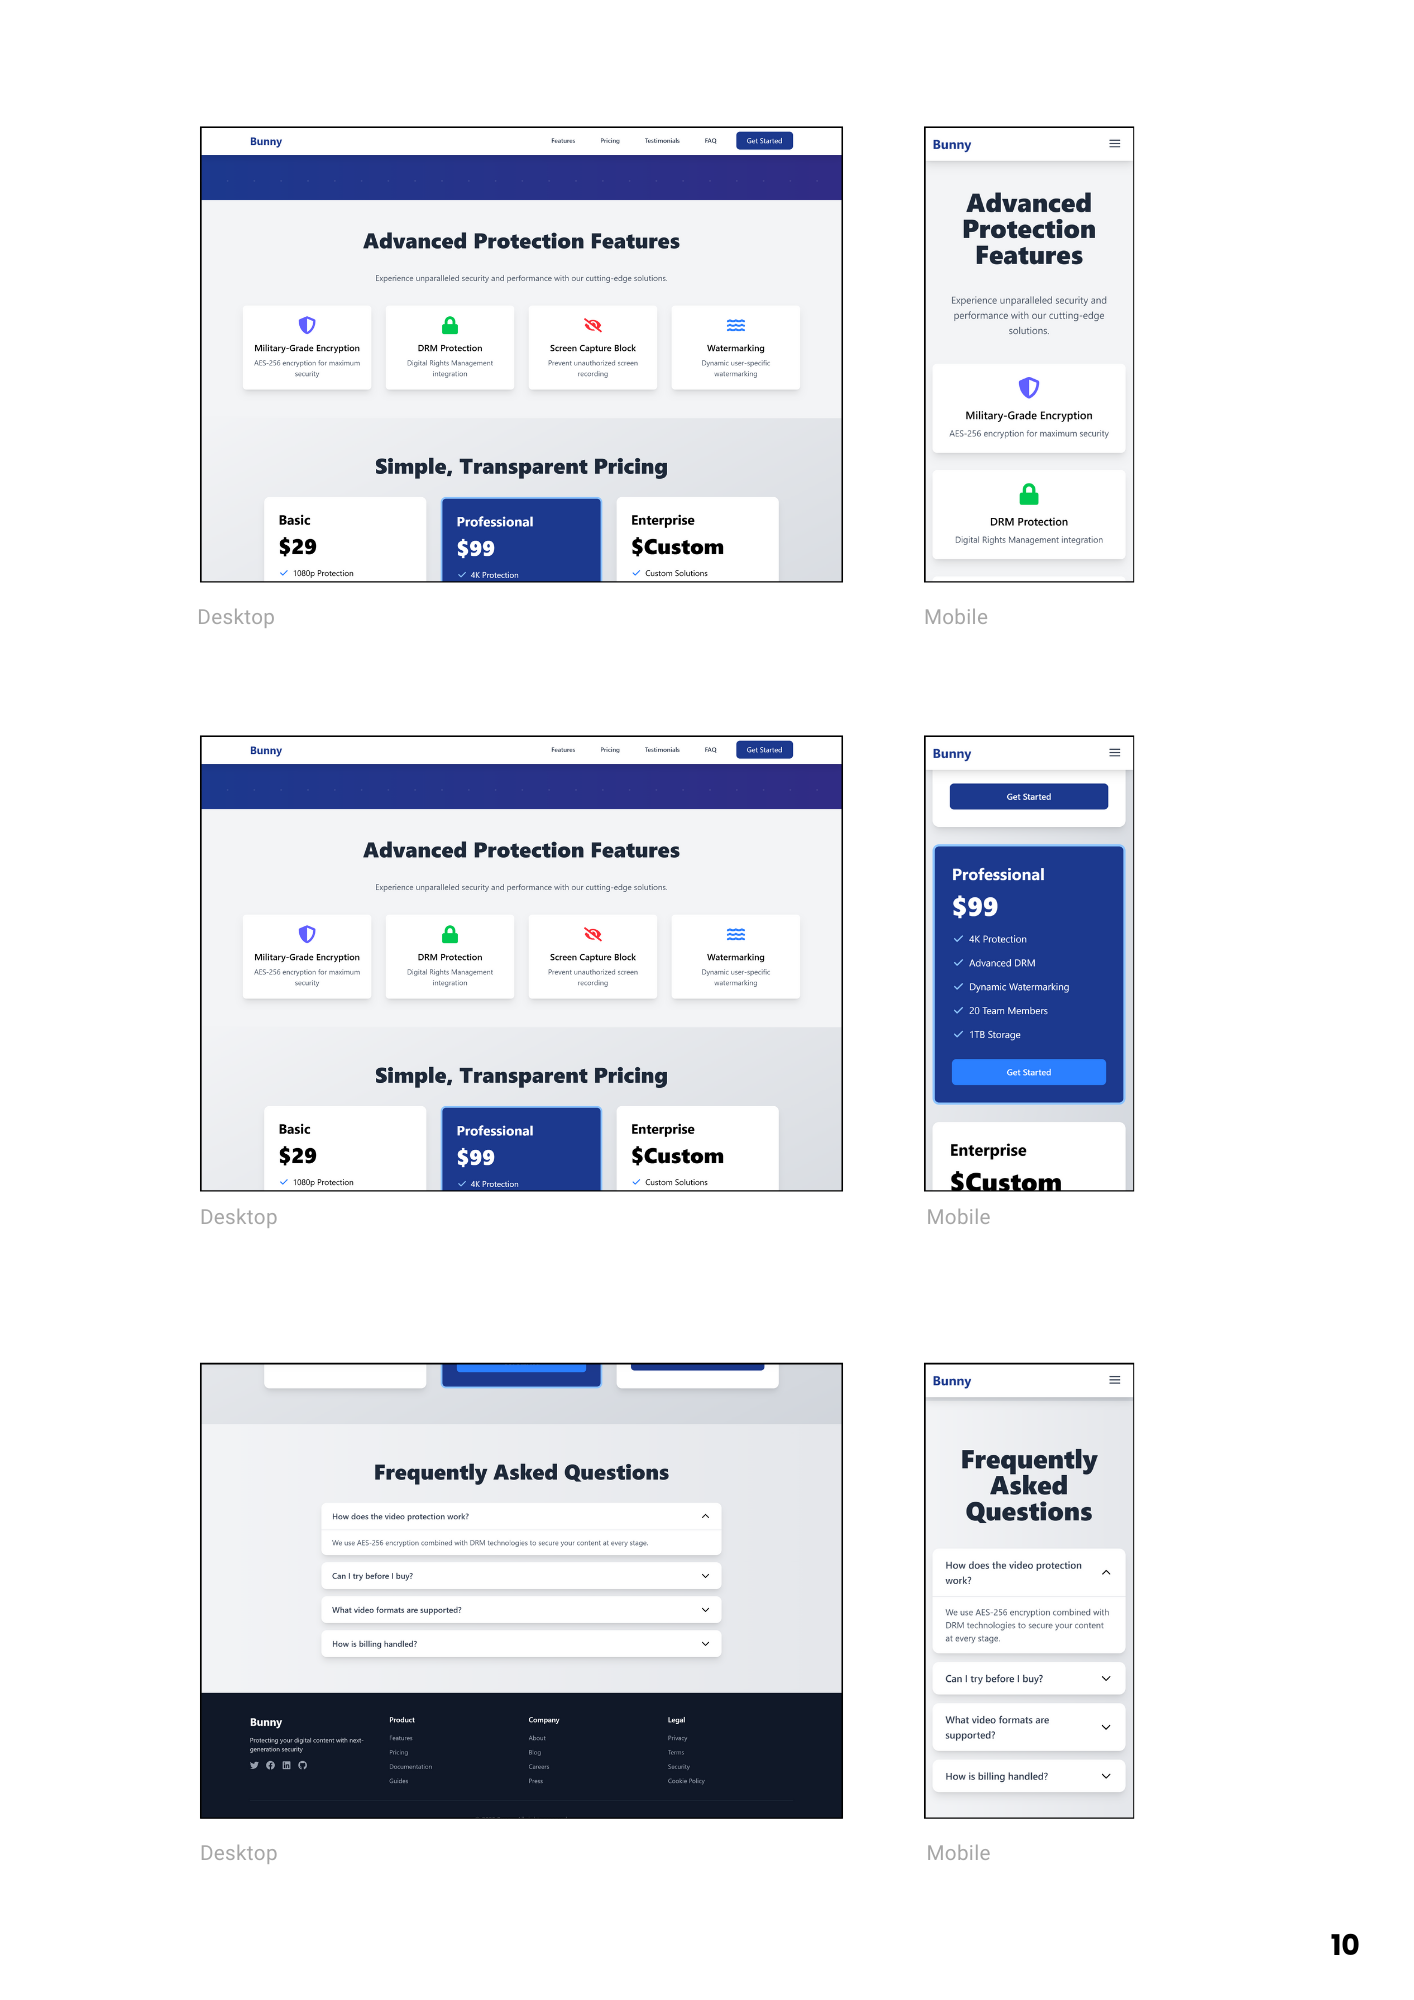 Bunny
Features Pricing Testimonials FAQ Get Started
Advanced Protection Features
Experience unparalleled security and performance with our cutting-edge solutions.
Military-Grade Encryption
AES-256 encryption for maximum
security
DRM Protection
Digital Rights Management
integration
Screen Capture Block
Prevent unauthorized screen
recording
Watermarking
Dynamic user-specific
watermarking
Simple, Transparent Pricing
Basic
$29
1080p Protection
Professional
$99
4K Protection
Enterprise
$Custom
Custom Solutions
Desktop
Bunny
Advanced
Protection
Features
Experience unparalleled security and
performance with our cutting-edge
solutions.
Military-Grade Encryption
AES-256 encryption for maximum security
DRM Protection
Digital Rights Management integration
Mobile
Bunny
Features Pricing Testimonials FAQ Get Started
Advanced Protection Features
Experience unparalleled security and performance with our cutting-edge solutions.
Military-Grade Encryption
AES-256 encryption for maximum
security
DRM Protection
Digital Rights Management
integration
Screen Capture Block
Prevent unauthorized screen
recording
Watermarking
Dynamic user-specific
watermarking
Simple, Transparent Pricing
Basic
$29
1080p Protection
Professional
$99
4K Protection
Enterprise
$Custom
Custom Solutions
Desktop
Bunny
Get Started
Professional
$99
4K Protection
Advanced DRM
Dynamic Watermarking
20 Team Members
1TB Storage
Get Started
Enterprise
$Custom
Mobile
Frequently Asked Questions
How does the video protection work?
We use AES-256 encryption combined with DRM technologies to secure your content at every stage.
Can I try before I buy?
What video formats are supported?
How is billing handled?
Bunny
Protecting your digital content with next-
generation security
Product
Features
Pricing
Documentation
Guides
Company
About
Blog
Careers
Press
Legal
Privacy
Terms
Security
Cookie Policy
Desktop
Bunny
Frequently
Asked
Questions
How does the video protection
work?
We use AES-256 encryption combined with
DRM technologies to secure your content
at every stage.
Can I try before I buy?
What video formats are
supported?
How is billing handled?
Mobile
10